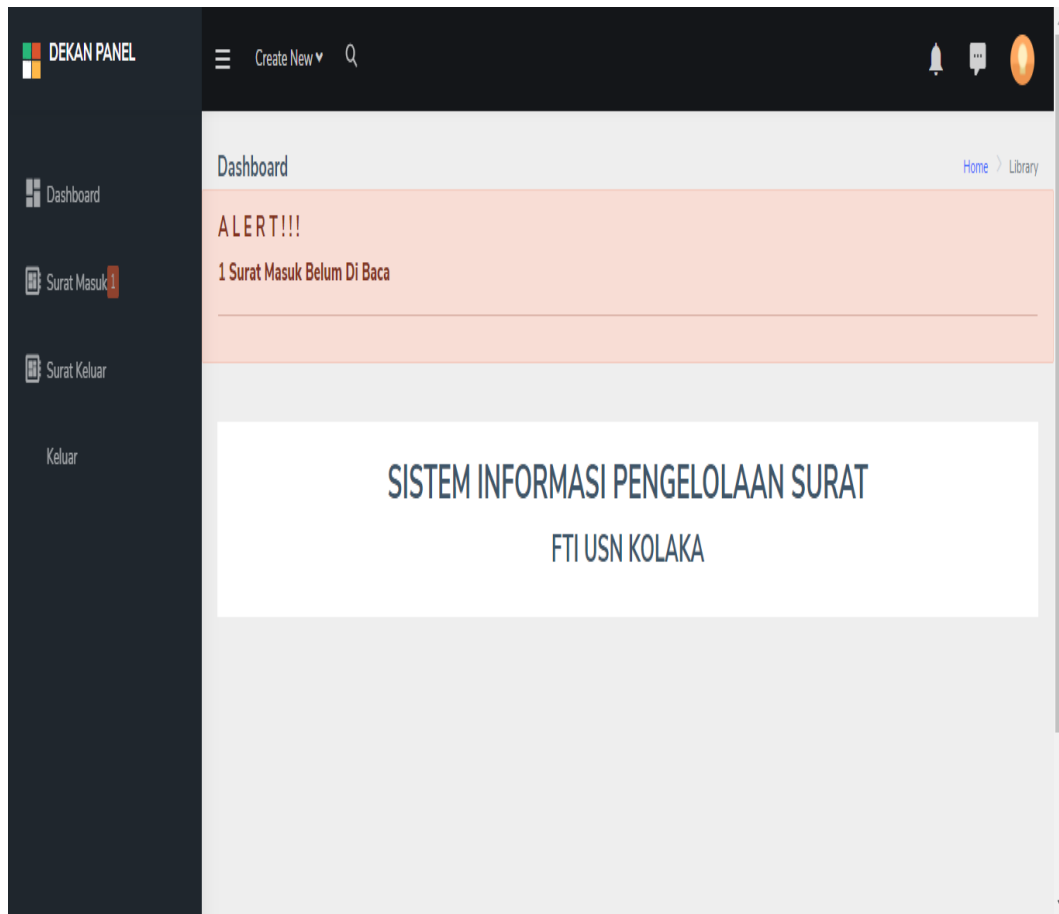 DEKAN PANEL
Create New
Dashboard
Surat Masuk 1
Surat Keluar
Keluar
Dashboard
Home > Library
ALERT!!!
1 Surat Masuk Belum Di Baca
SISTEM INFORMASI PENGELOLAAN SURAT
FTI USN KOLAKA